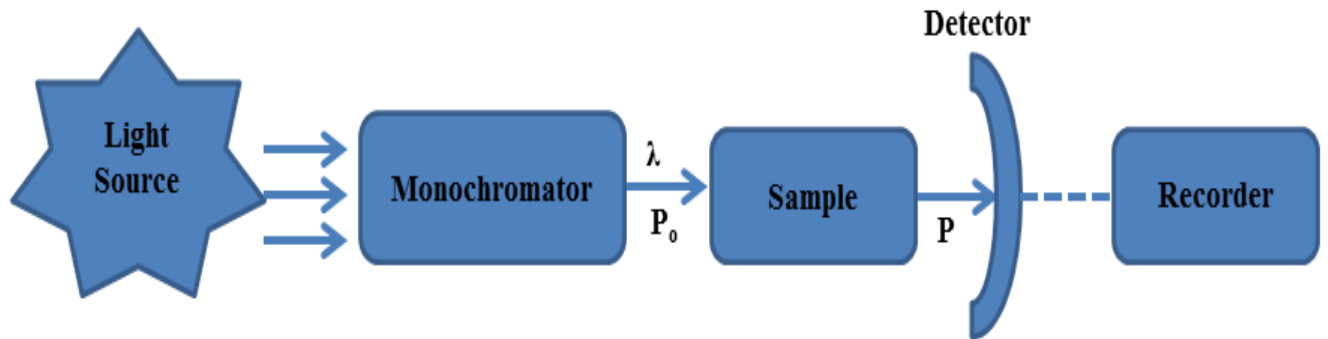 Detector
Light
Source
Monochromator
λ
P₀
Sample
P
Recorder